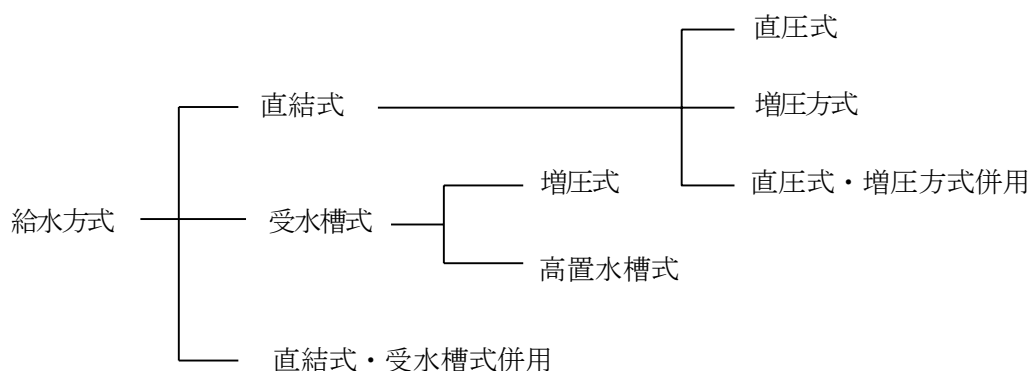 直圧式
直結式
増圧方式
増圧式
直圧式・増圧方式併用
給水方式
受水槽式
高置水槽式
直結式・受水槽式併用